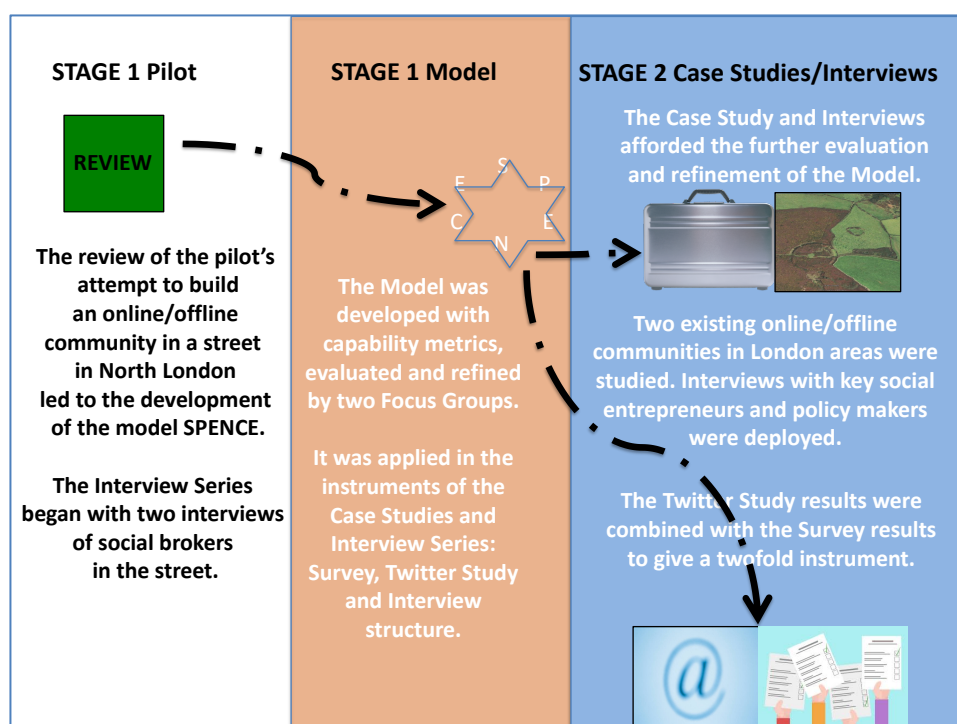 STAGE 1 Pilot
REVIEW
The review of the pilot's
attempt to build
an online/offline
community in a street
in North London
led to the development
of the model SPENCE.
The Interview Series
began with two interviews
of social brokers
in the street.
STAGE 1 Model
S
P
E
N
C
E
The Model was
developed with
capability metrics,
evaluated and refined
by two Focus Groups.
It was applied in the
instruments of the
Case Studies and
Interview Series:
Survey, Twitter Study
and Interview
structure.
STAGE 2 Case Studies/Interviews
The Case Study and Interviews
afforded the further evaluation
and refinement of the Model.
Two existing online/offline
communities in London areas were
studied. Interviews with key social
entrepreneurs and policy makers
were deployed.
The Twitter Study results were
combined with the Survey results
to give a twofold instrument.
@